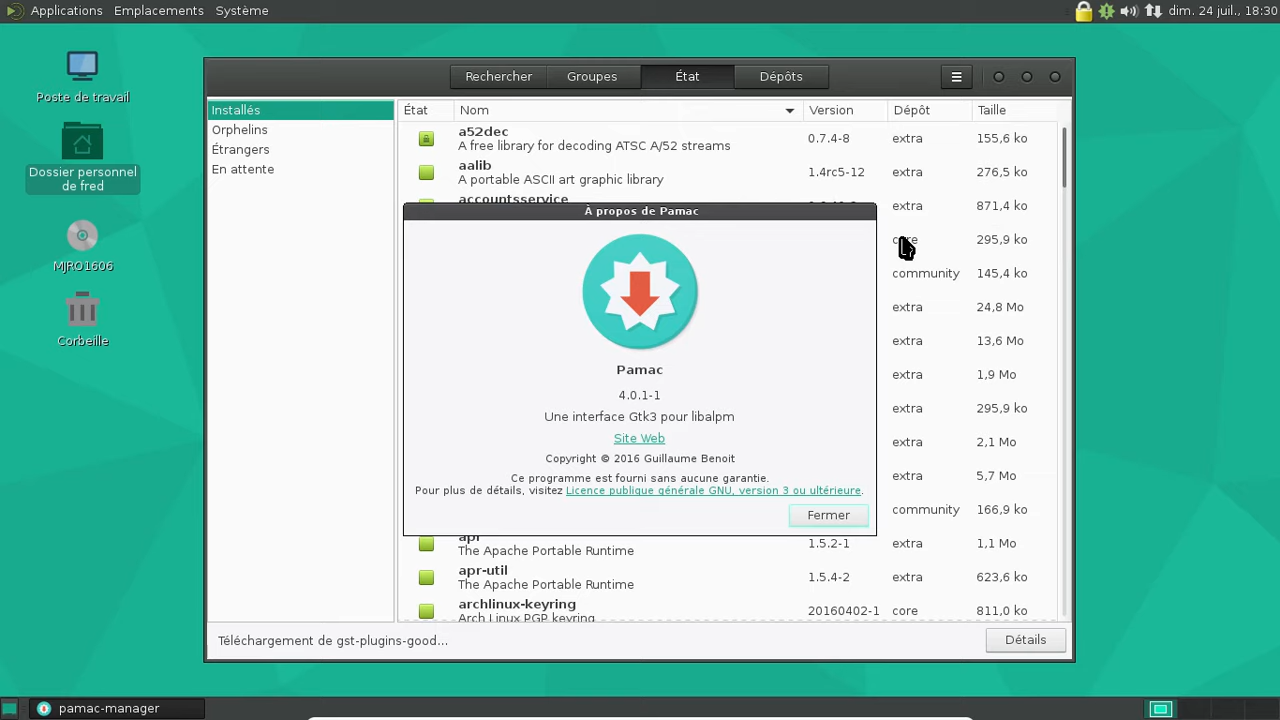 Applications Emplacements Système
dim. 24 juil., 18:30
Poste de travail
Dossier personnel
de fred
MJRO1606
Corbeille
Rechercher Groupes État Dépôts
Installés
Orphelins
Étrangers
En attente
État Nom Version Dépôt Taille
a52dec
A free library for decoding ATSC A/52 streams
0.7.4-8 extra 155,6 ko
aalib
A portable ASCII art graphic library
1.4rc5-12 extra 276,5 ko
accountsservice
extra 871,4 ko
295,9 ko
community 145,4 ko
extra 24,8 Mo
extra 13,6 Mo
extra 1,9 Mo
extra 295,9 ko
extra 2,1 Mo
extra 5,7 Mo
community 166,9 ko
À propos de Pamac
Pamac
4.0.1-1
Une interface Gtk3 pour libalpm
Site Web
Copyright © 2016 Guillaume Benoit
Ce programme est fourni sans aucune garantie.
Pour plus de détails, visitez Licence publique générale GNU, version 3 ou ultérieure.
Fermer
apr
The Apache Portable Runtime
1.5.2-1 extra 1,1 Mo
apr-util
The Apache Portable Runtime
1.5.4-2 extra 623,6 ko
archlinux-keyring
Arch Linux PGP keyring
20160402-1 core 811,0 ko
Téléchargement de gst-plugins-good...
Détails
pamac-manager